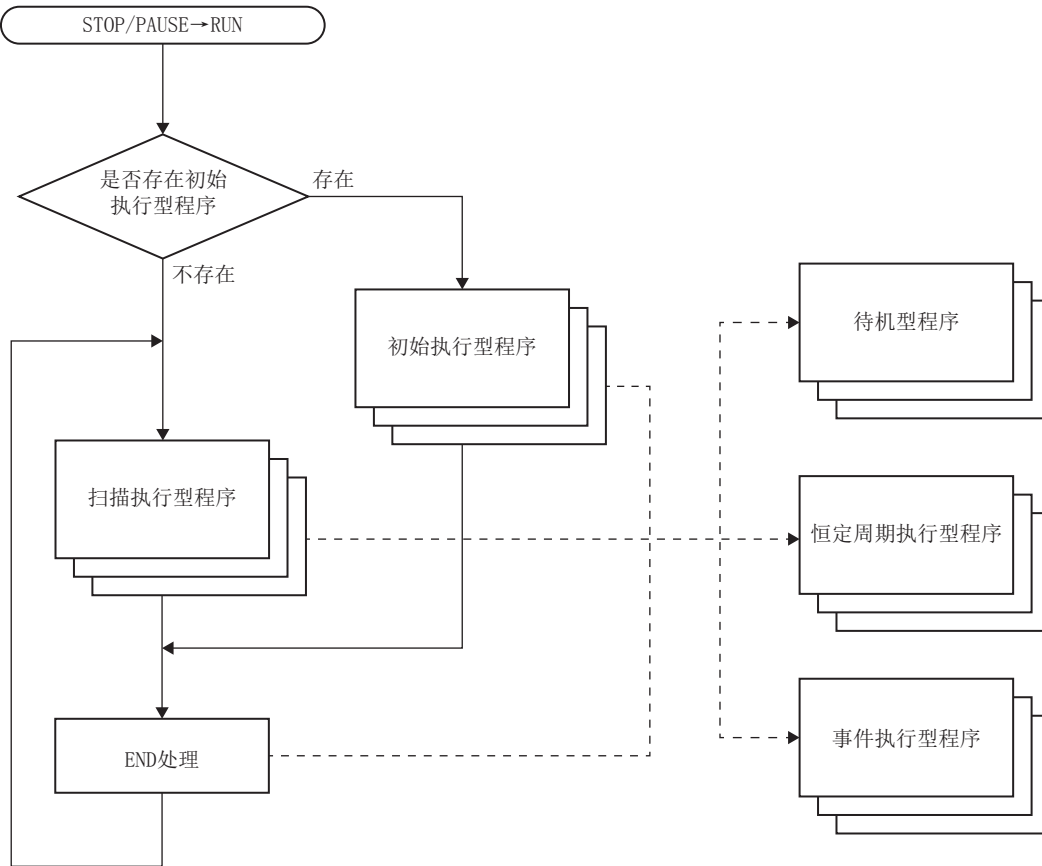 STOP/PAUSE→RUN
是否存在初始
执行型程序
存在
不存在
初始执行型程序
待机型程序
扫描执行型程序
恒定周期执行型程序
事件执行型程序
END处理